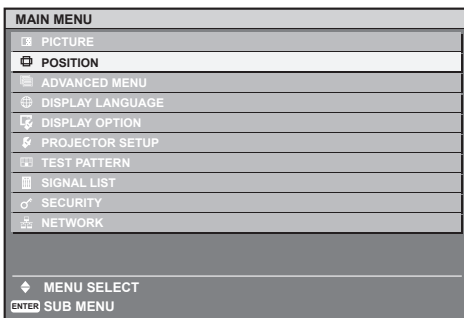 MAIN MENU
PICTURE
POSITION
ADVANCED MENU
DISPLAY LANGUAGE
DISPLAY OPTION
PROJECTOR SETUP
TEST PATTERN
SIGNAL LIST
SECURITY
NETWORK
MENU SELECT
ENTER SUB MENU